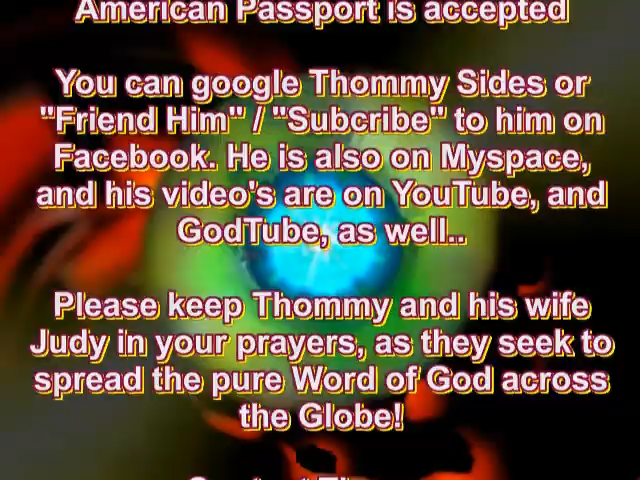 American Passport is accepted
You can google Thommy Sides or
"Friend Him" / "Subcribe" to him on
Facebook. He is also on Myspace,
and his video's are on YouTube, and
GodTube, as well..
Please keep Thommy and his wife
Judy in your prayers, as they seek to
spread the pure Word of God across
the Globe!